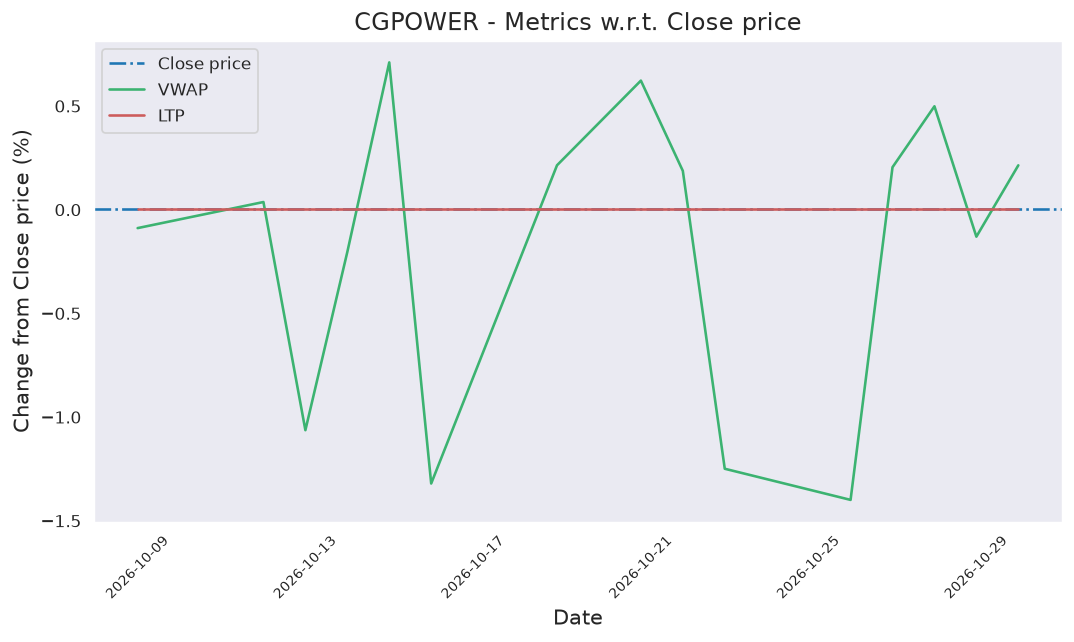 CGPOWER - Metrics w.r.t. Close price
Close price
VWAP
LTP
Change from Close price (%)
0.5
0.0
−0.5
−1.0
−1.5
2026-10-09
2026-10-13
2026-10-17
2026-10-21
2026-10-25
2026-10-29
Date